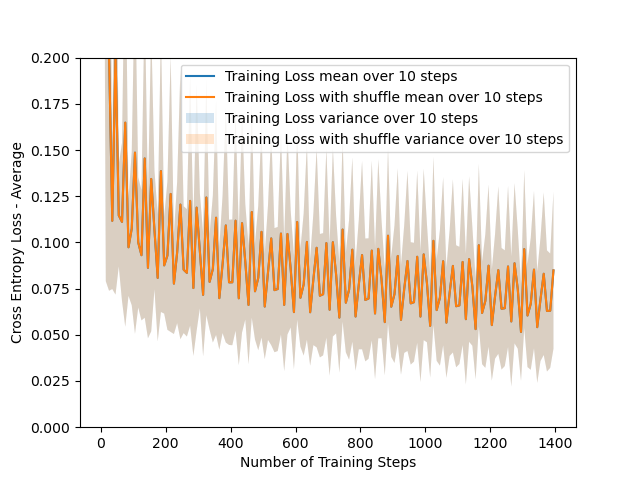 0.200
0.175
0.150
0.125
0.100
0.075
0.050
0.025
0.000
Cross Entropy Loss - Average
Training Loss mean over 10 steps
Training Loss with shuffle mean over 10 steps
Training Loss variance over 10 steps
Training Loss with shuffle variance over 10 steps
0 200 400 600 800 1000 1200 1400
Number of Training Steps